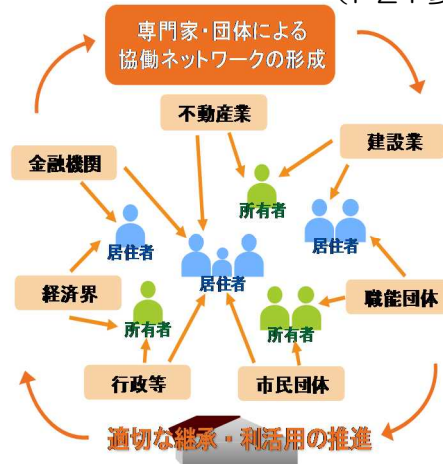 専門家・団体による
協働ネットワークの形成
不動産業
建設業
金融機関
所有者
居住者
居住者
居住者
経済界
職能団体
所有者
所有者
行政等
市民団体
適切な継承・利活用の推進